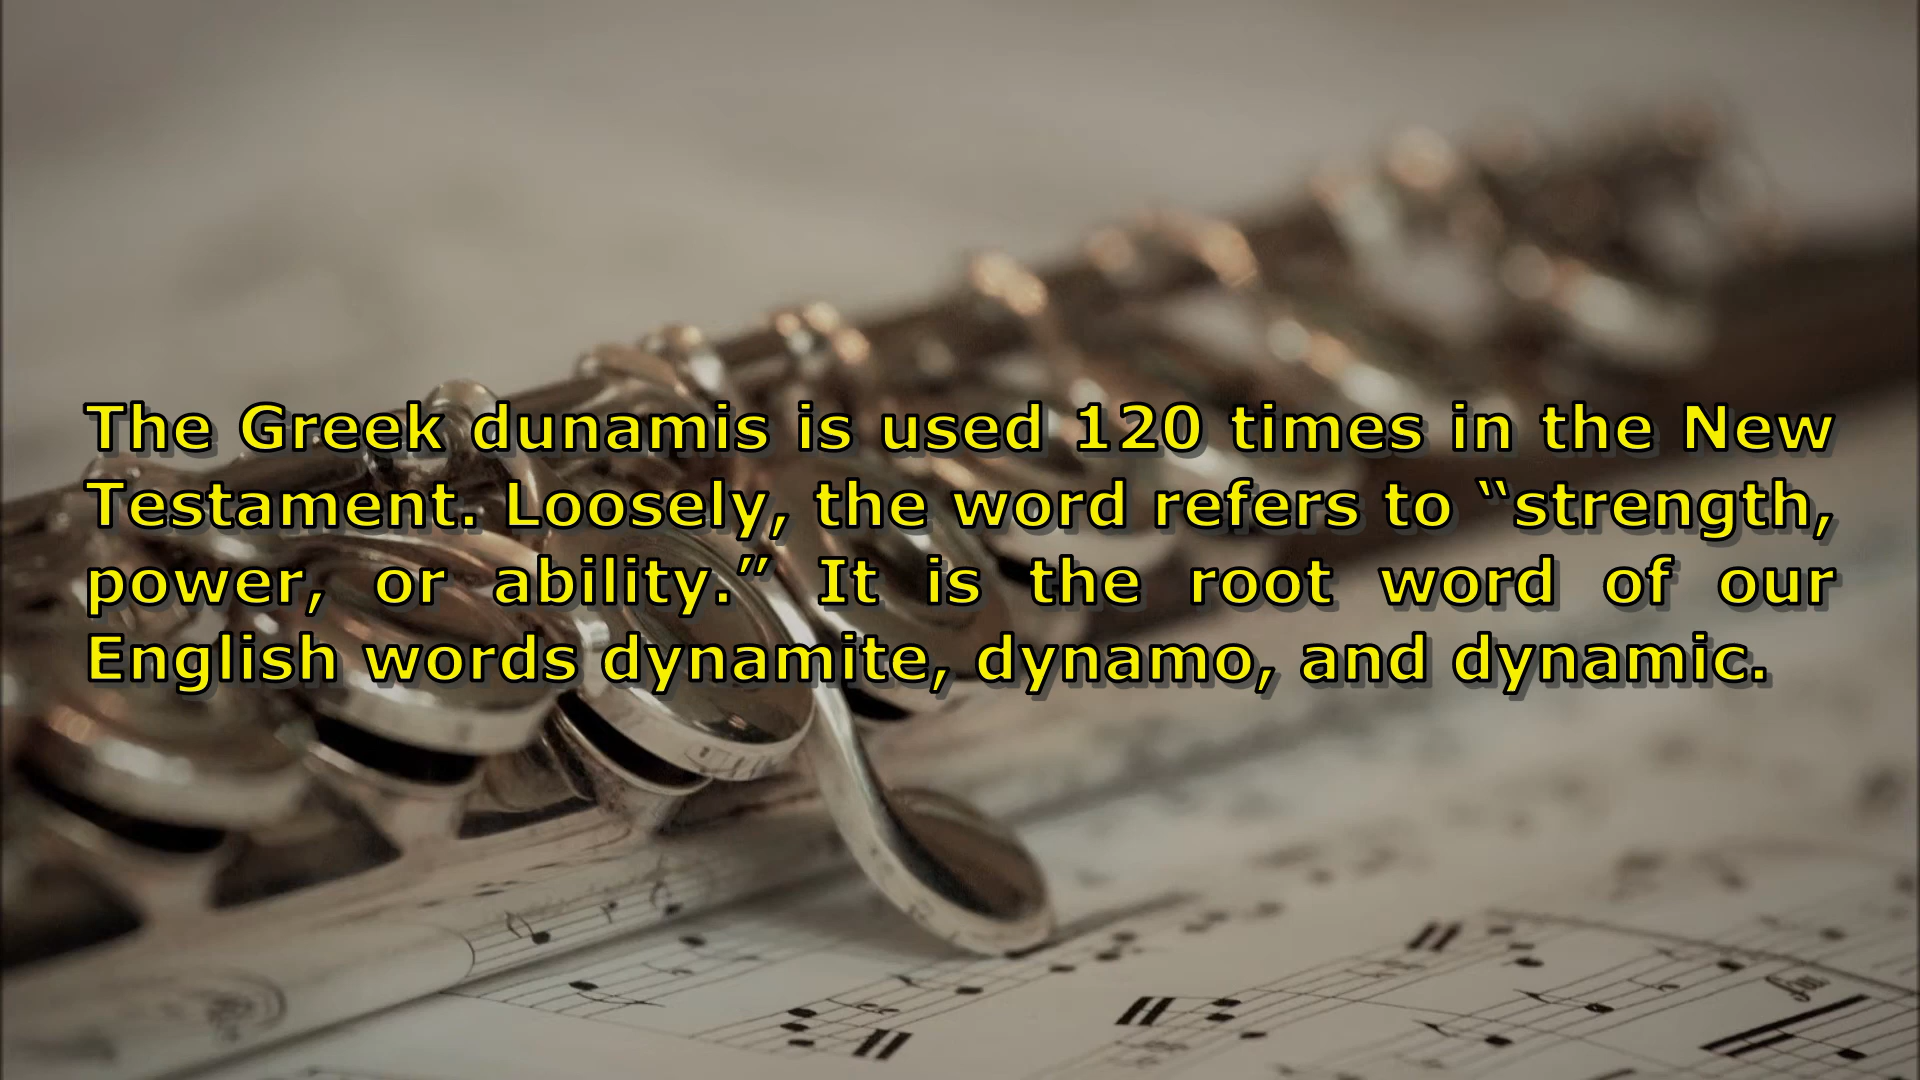 The Greek dunamis is used 120 times in the New
Testament. Loosely, the word refers to “strength,
power, or ability.” It is the root word of our
English words dynamite, dynamo, and dynamic.